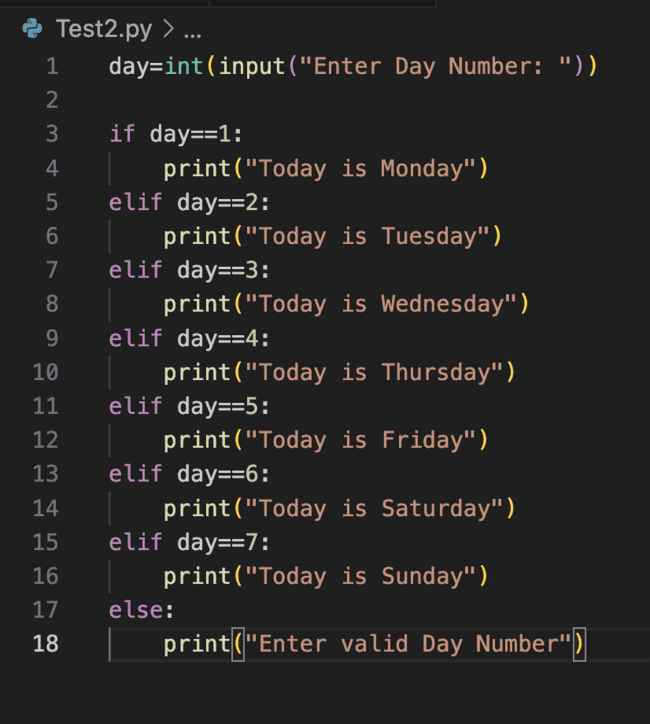 Test2.py > ...
1 day=int(input("Enter Day Number: "))
2
3 if day==1:
4     print("Today is Monday")
5 elif day==2:
6     print("Today is Tuesday")
7 elif day==3:
8     print("Today is Wednesday")
9 elif day==4:
10     print("Today is Thursday")
11 elif day==5:
12     print("Today is Friday")
13 elif day==6:
14     print("Today is Saturday")
15 elif day==7:
16     print("Today is Sunday")
17 else:
18     print("Enter valid Day Number")